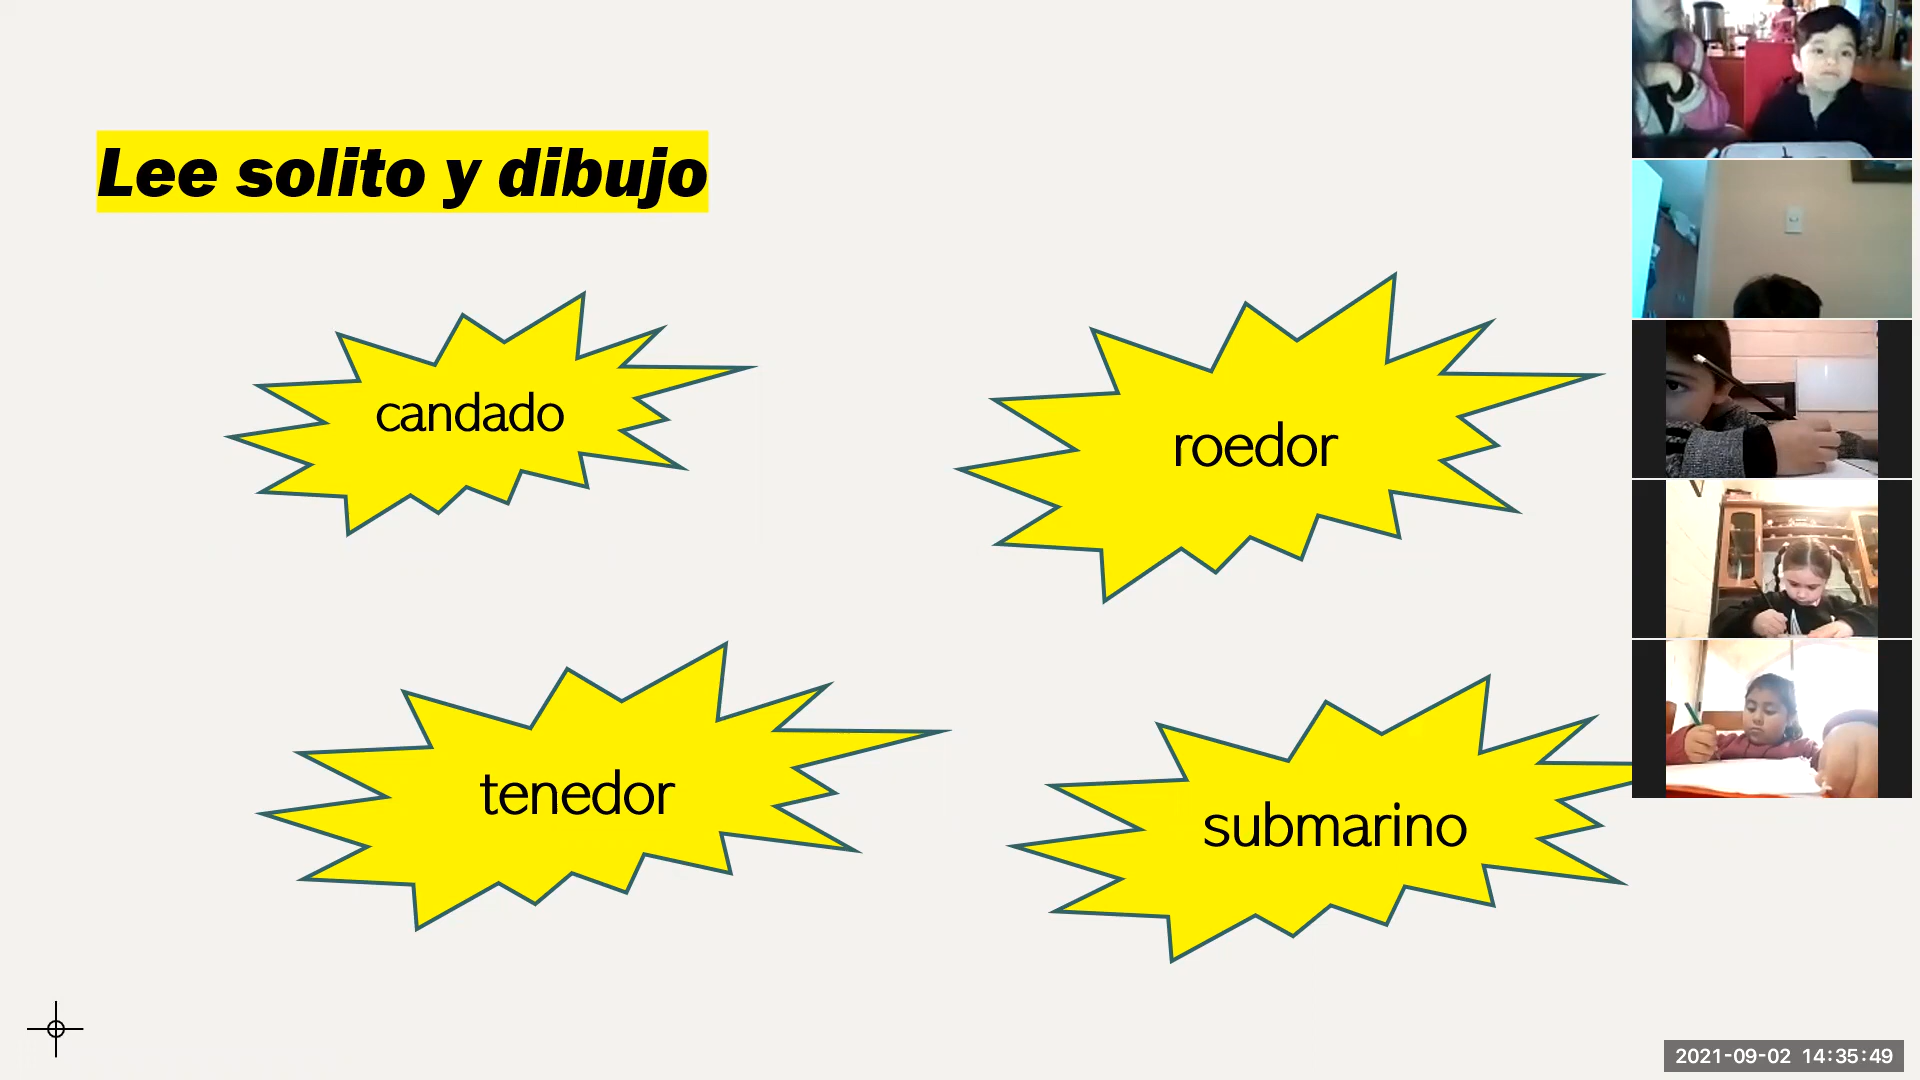 Lee solito y dibujo
candado
roedor
tenedor
submarino
2021-09-02 14:35:49